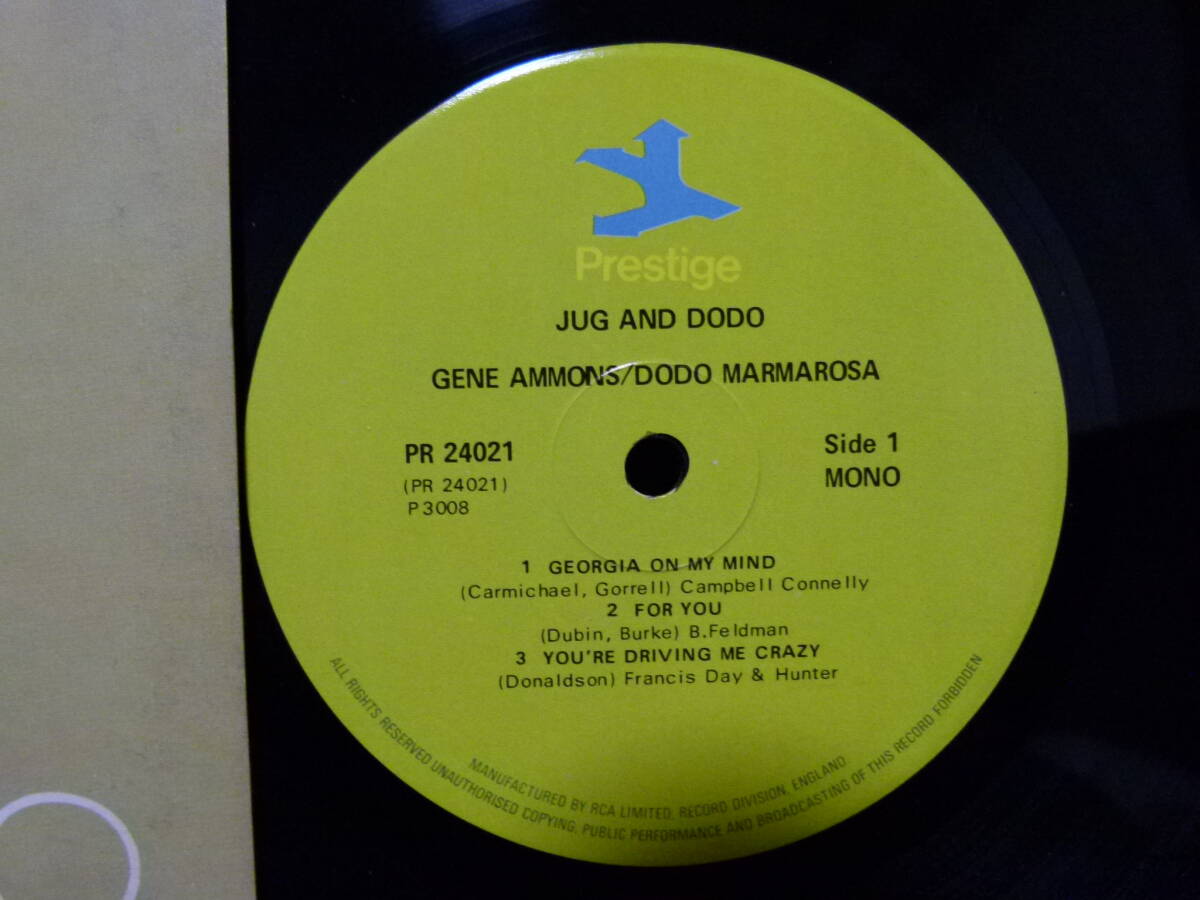 Prestige
JUG AND DODO
GENE AMMONS/DODO MARMAROSA
PR 24021
(PR 24021)
P3008
Side 1
MONO
1 GEORGIA ON MY MIND
(Carmichael, Gorrell) Campbell Connelly
2 FOR YOU
(Dubin, Burke) B.Feldman
3 YOU'RE DRIVING ME CRAZY
(Donaldson) Francis Day & Hunter
MANUFACTURED BY RCA LIMITED, RECORD DIVISION, ENGLAND
ALL RIGHTS RESERVED UNAUTHORISED COPYING, PUBLIC PERFORMANCE AND BROADCASTING OF THIS RECORD FORBIDDEN